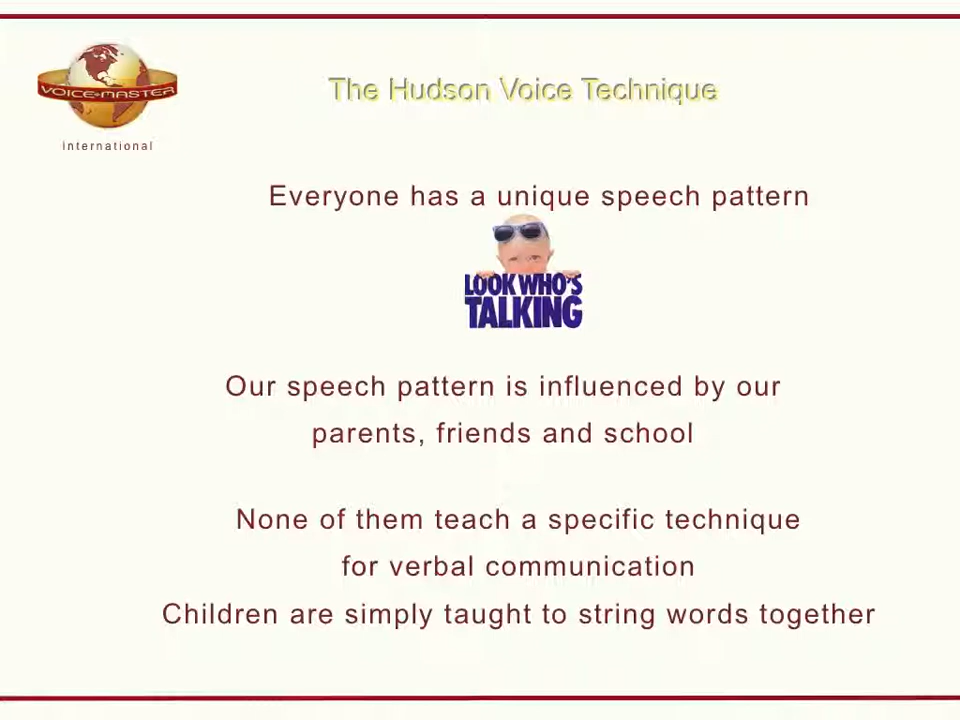 VOICE-MASTER
international
The Hudson Voice Technique
Everyone has a unique speech pattern
LOOK WHO'S
TALKING
Our speech pattern is influenced by our
parents, friends and school
None of them teach a specific technique
for verbal communication
Children are simply taught to string words together